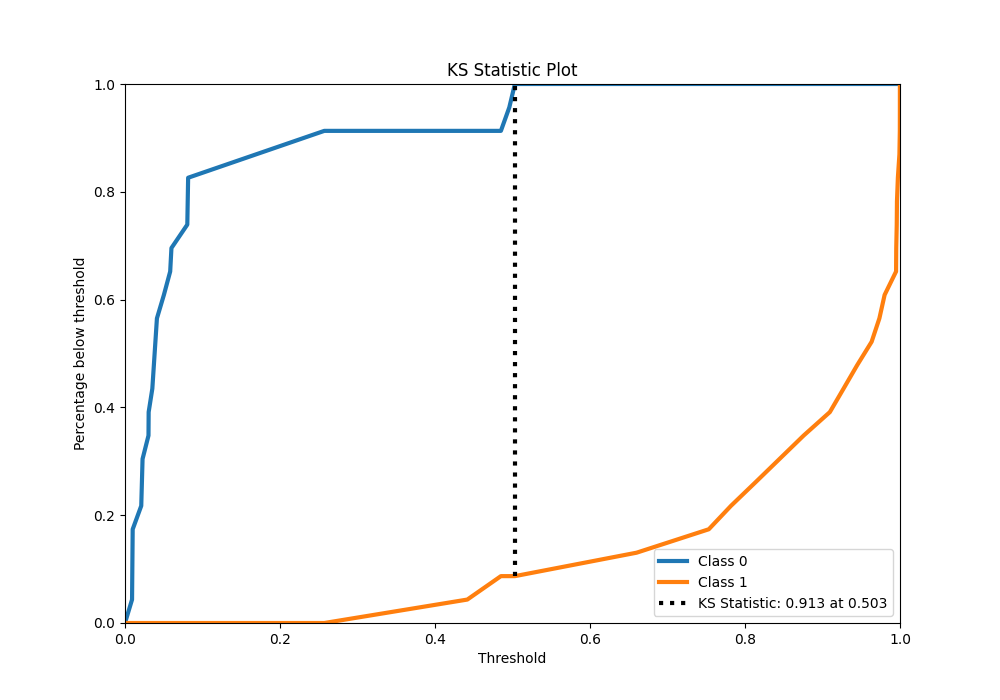 KS Statistic Plot
1.0
0.8
0.6
0.4
0.2
0.0
Percentage below threshold
0.0 0.2 0.4 0.6 0.8 1.0
Threshold
Class 0
Class 1
KS Statistic: 0.913 at 0.503